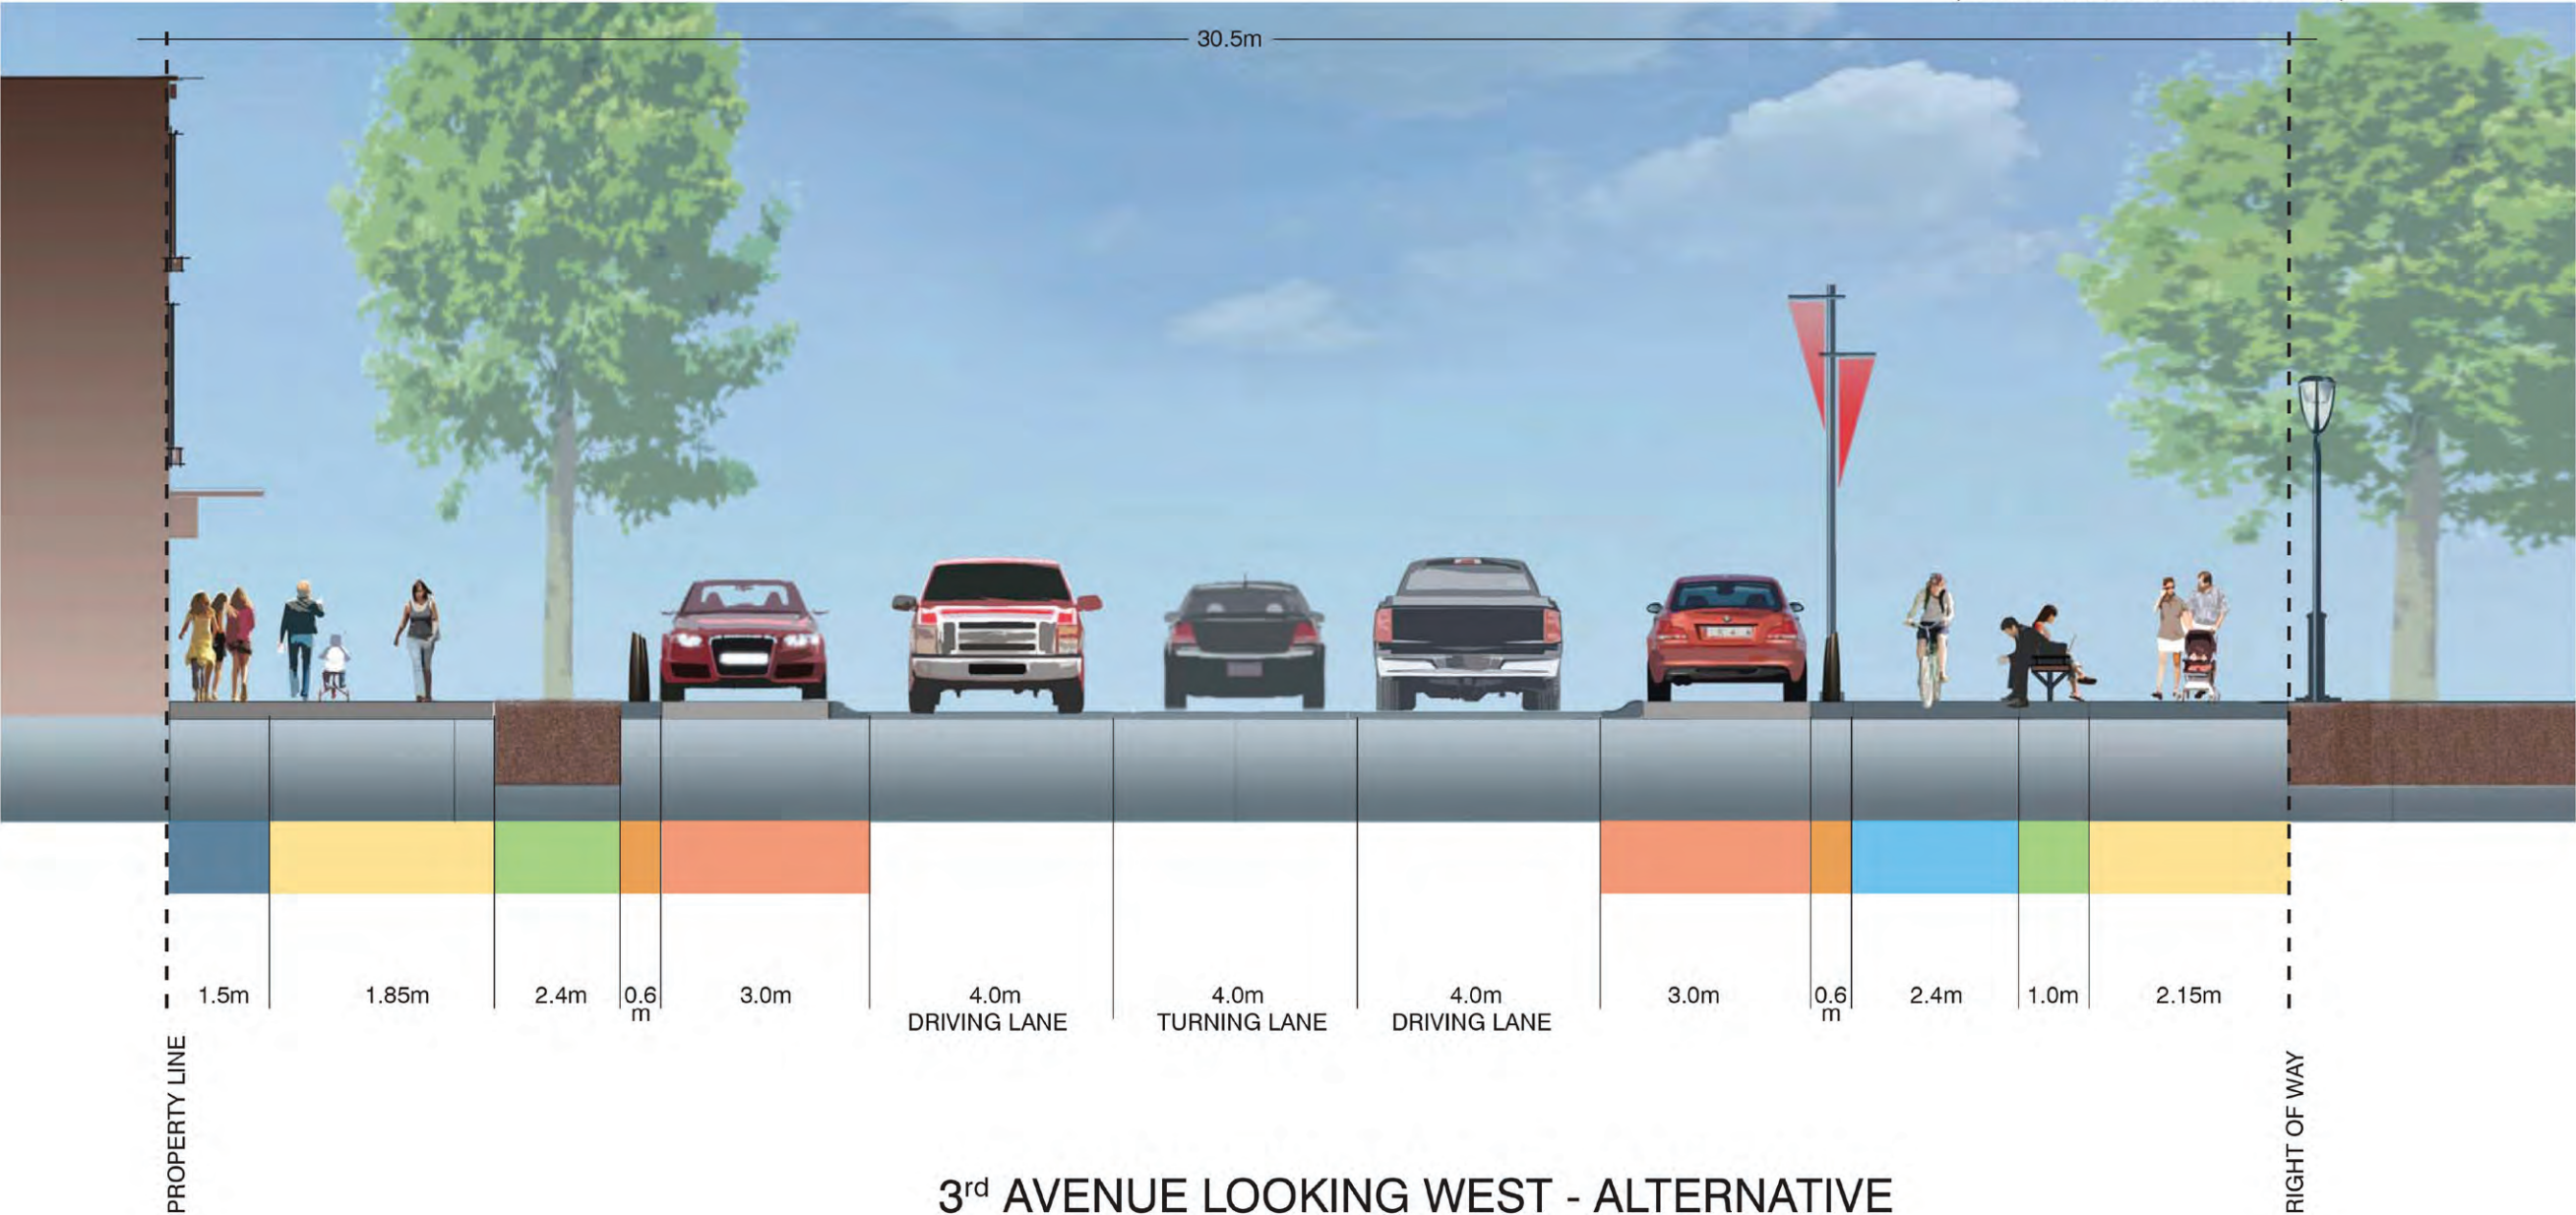 30.5m
1.5m
1.85m
2.4m
0.6
m
3.0m
4.0m
DRIVING LANE
4.0m
TURNING LANE
4.0m
DRIVING LANE
3.0m
0.6
m
2.4m
1.0m
2.15m
PROPERTY LINE
RIGHT OF WAY
3rd AVENUE LOOKING WEST - ALTERNATIVE